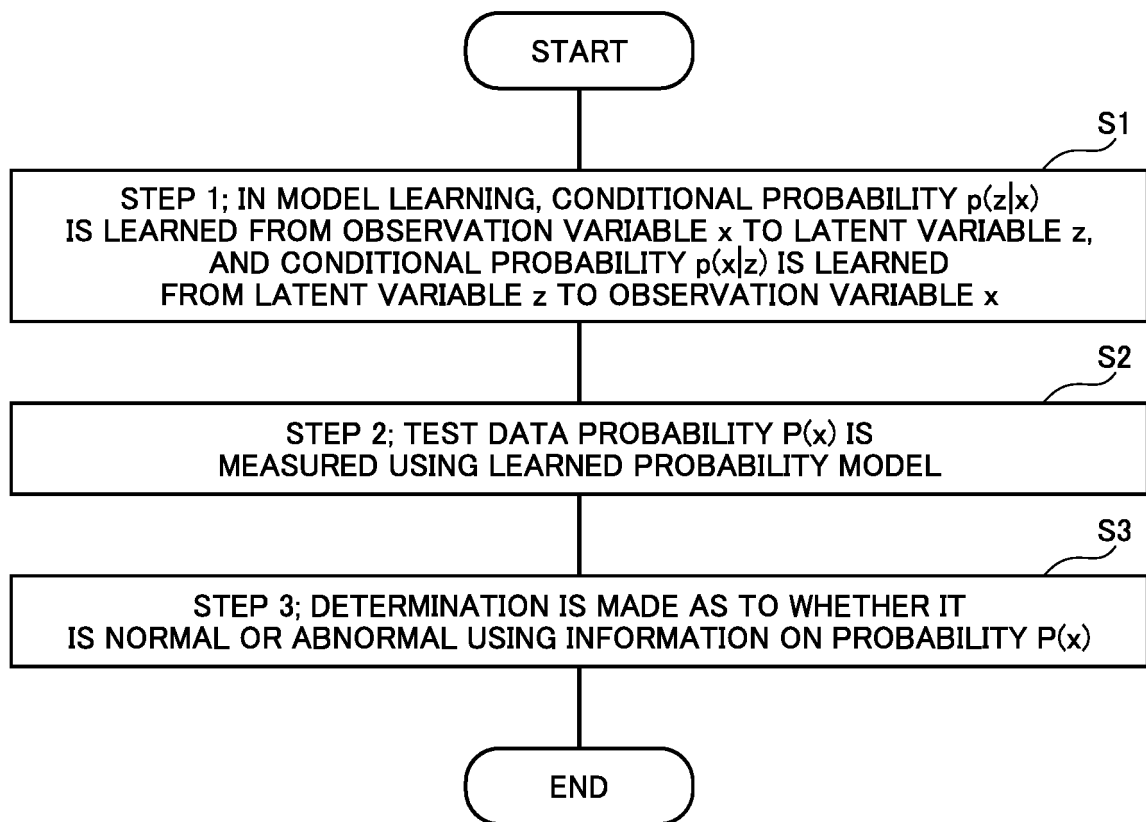 START
S1
STEP 1; IN MODEL LEARNING, CONDITIONAL PROBABILITY p(z|x)
IS LEARNED FROM OBSERVATION VARIABLE x TO LATENT VARIABLE z,
AND CONDITIONAL PROBABILITY p(x|z) IS LEARNED
FROM LATENT VARIABLE z TO OBSERVATION VARIABLE x
S2
STEP 2; TEST DATA PROBABILITY P(x) IS
MEASURED USING LEARNED PROBABILITY MODEL
S3
STEP 3; DETERMINATION IS MADE AS TO WHETHER IT
IS NORMAL OR ABNORMAL USING INFORMATION ON PROBABILITY P(x)
END